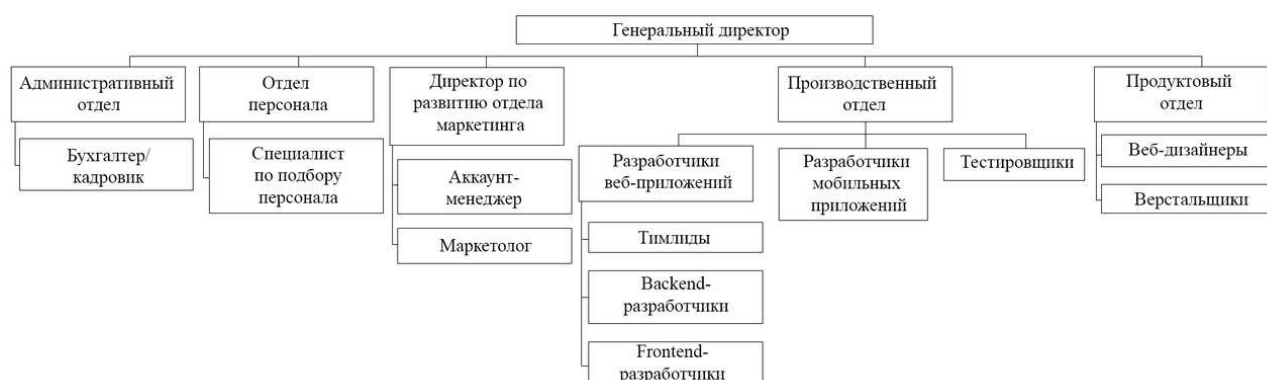 Генеральный директор
Административный
отдел
Отдел
персонала
Директор по
развитию отдела
маркетинга
Производственный
отдел
Продуктовый
отдел
Бухгалтер/
кадровик
Специалист
по подбору
персонала
Аккаунт-
менеджер
Маркетолог
Разработчики
веб-приложений
Тимлиды
Backend-
разработчики
Frontend-
разработчики
Разработчики
мобильных
приложений
Тестировщики
Веб-дизайнеры
Верстальщики